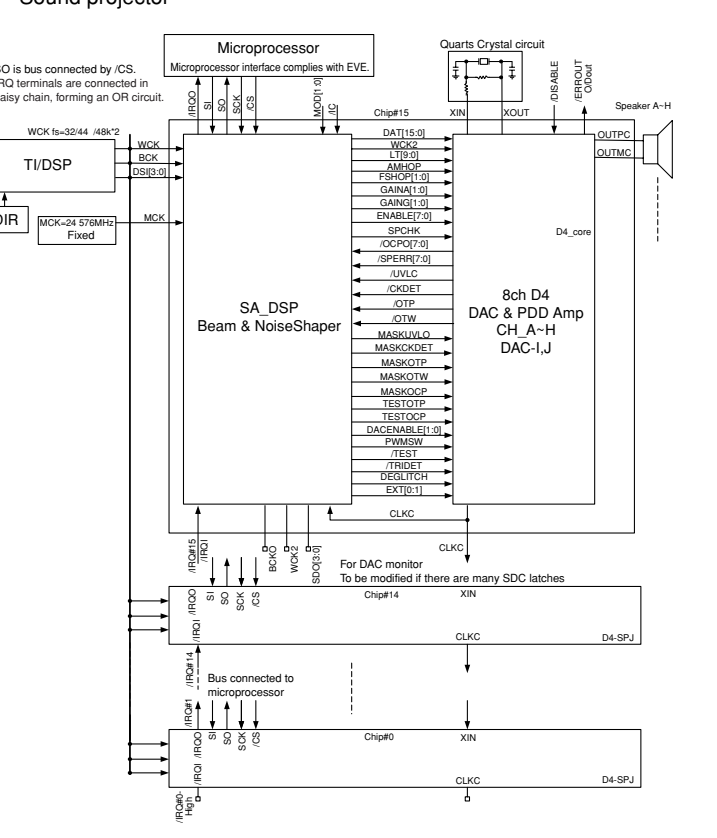 Sound projector
SO is bus connected by /CS.
IRQ terminals are connected in
daisy chain, forming an OR circuit.
Microprocessor
Microprocessor interface complies with EVE.
Quarts Crystal circuit
/IRQO
SI
SO
SCK
/CS
MOD[1:0]
/IC
Chip#15
XIN
XOUT
/DISABLE
/ERROUT
O/Dout
Speaker A~H
WCK fs=32/44 /48k*2
TI/DSP
WCK
BCK
DSI[3:0]
DIR
MCK=24 576MHz
Fixed
MCK
SA_DSP
Beam & NoiseShaper
DAT[15:0]
WCK2
LT[9:0]
AMHOP
FSHOP[1:0]
GAINA[1:0]
GAING[1:0]
ENABLE[7:0]
SPCHK
/OCPO[7:0]
/SPERR[7:0]
/UVLC
/CKDET
/OTP
/OTW
MASKUVLO
MASKCKDET
MASKOTP
MASKOTW
MASKOCP
TESTOTP
TESTOCP
DACENABLE[1:0]
PWMSW
/TEST
/TRIDET
DEGLITCH
EXT[0:1]
CLKC
OUTPC
OUTMC
D4_core
8ch D4
DAC & PDD Amp
CH_A~H
DAC-I,J
/IRQ#15
/IRQI
BCKO
WCK2
SDO[3:0]
CLKC
For DAC monitor
To be modified if there are many SDC latches
SI
SO
SCK
/CS
/IRQO
/IRQI
Chip#14
XIN
CLKC
D4-SPJ
/IRQ#14
Bus connected to
microprocessor
/IRQ#1
SI
SO
SCK
/CS
/IRQO
/IRQI
Chip#0
XIN
CLKC
D4-SPJ
/IRQ#0-
High